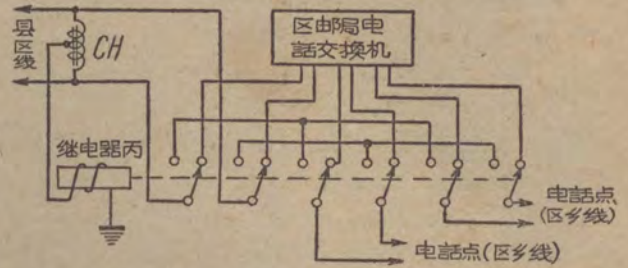 县区线
CH
区邮局电
話交换机
继电器丙
电話点
(区乡线)
电話点(区乡线)